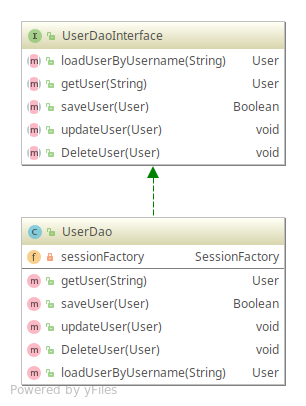 I UserDaoInterface
m loadUserByUsername(String) User
m getUser(String) User
m saveUser(User) Boolean
m updateUser(User) void
m DeleteUser(User) void
C UserDao
f sessionFactory SessionFactory
m getUser(String) User
m saveUser(User) Boolean
m updateUser(User) void
m DeleteUser(User) void
m loadUserByUsername(String) User
Powered by yFiles